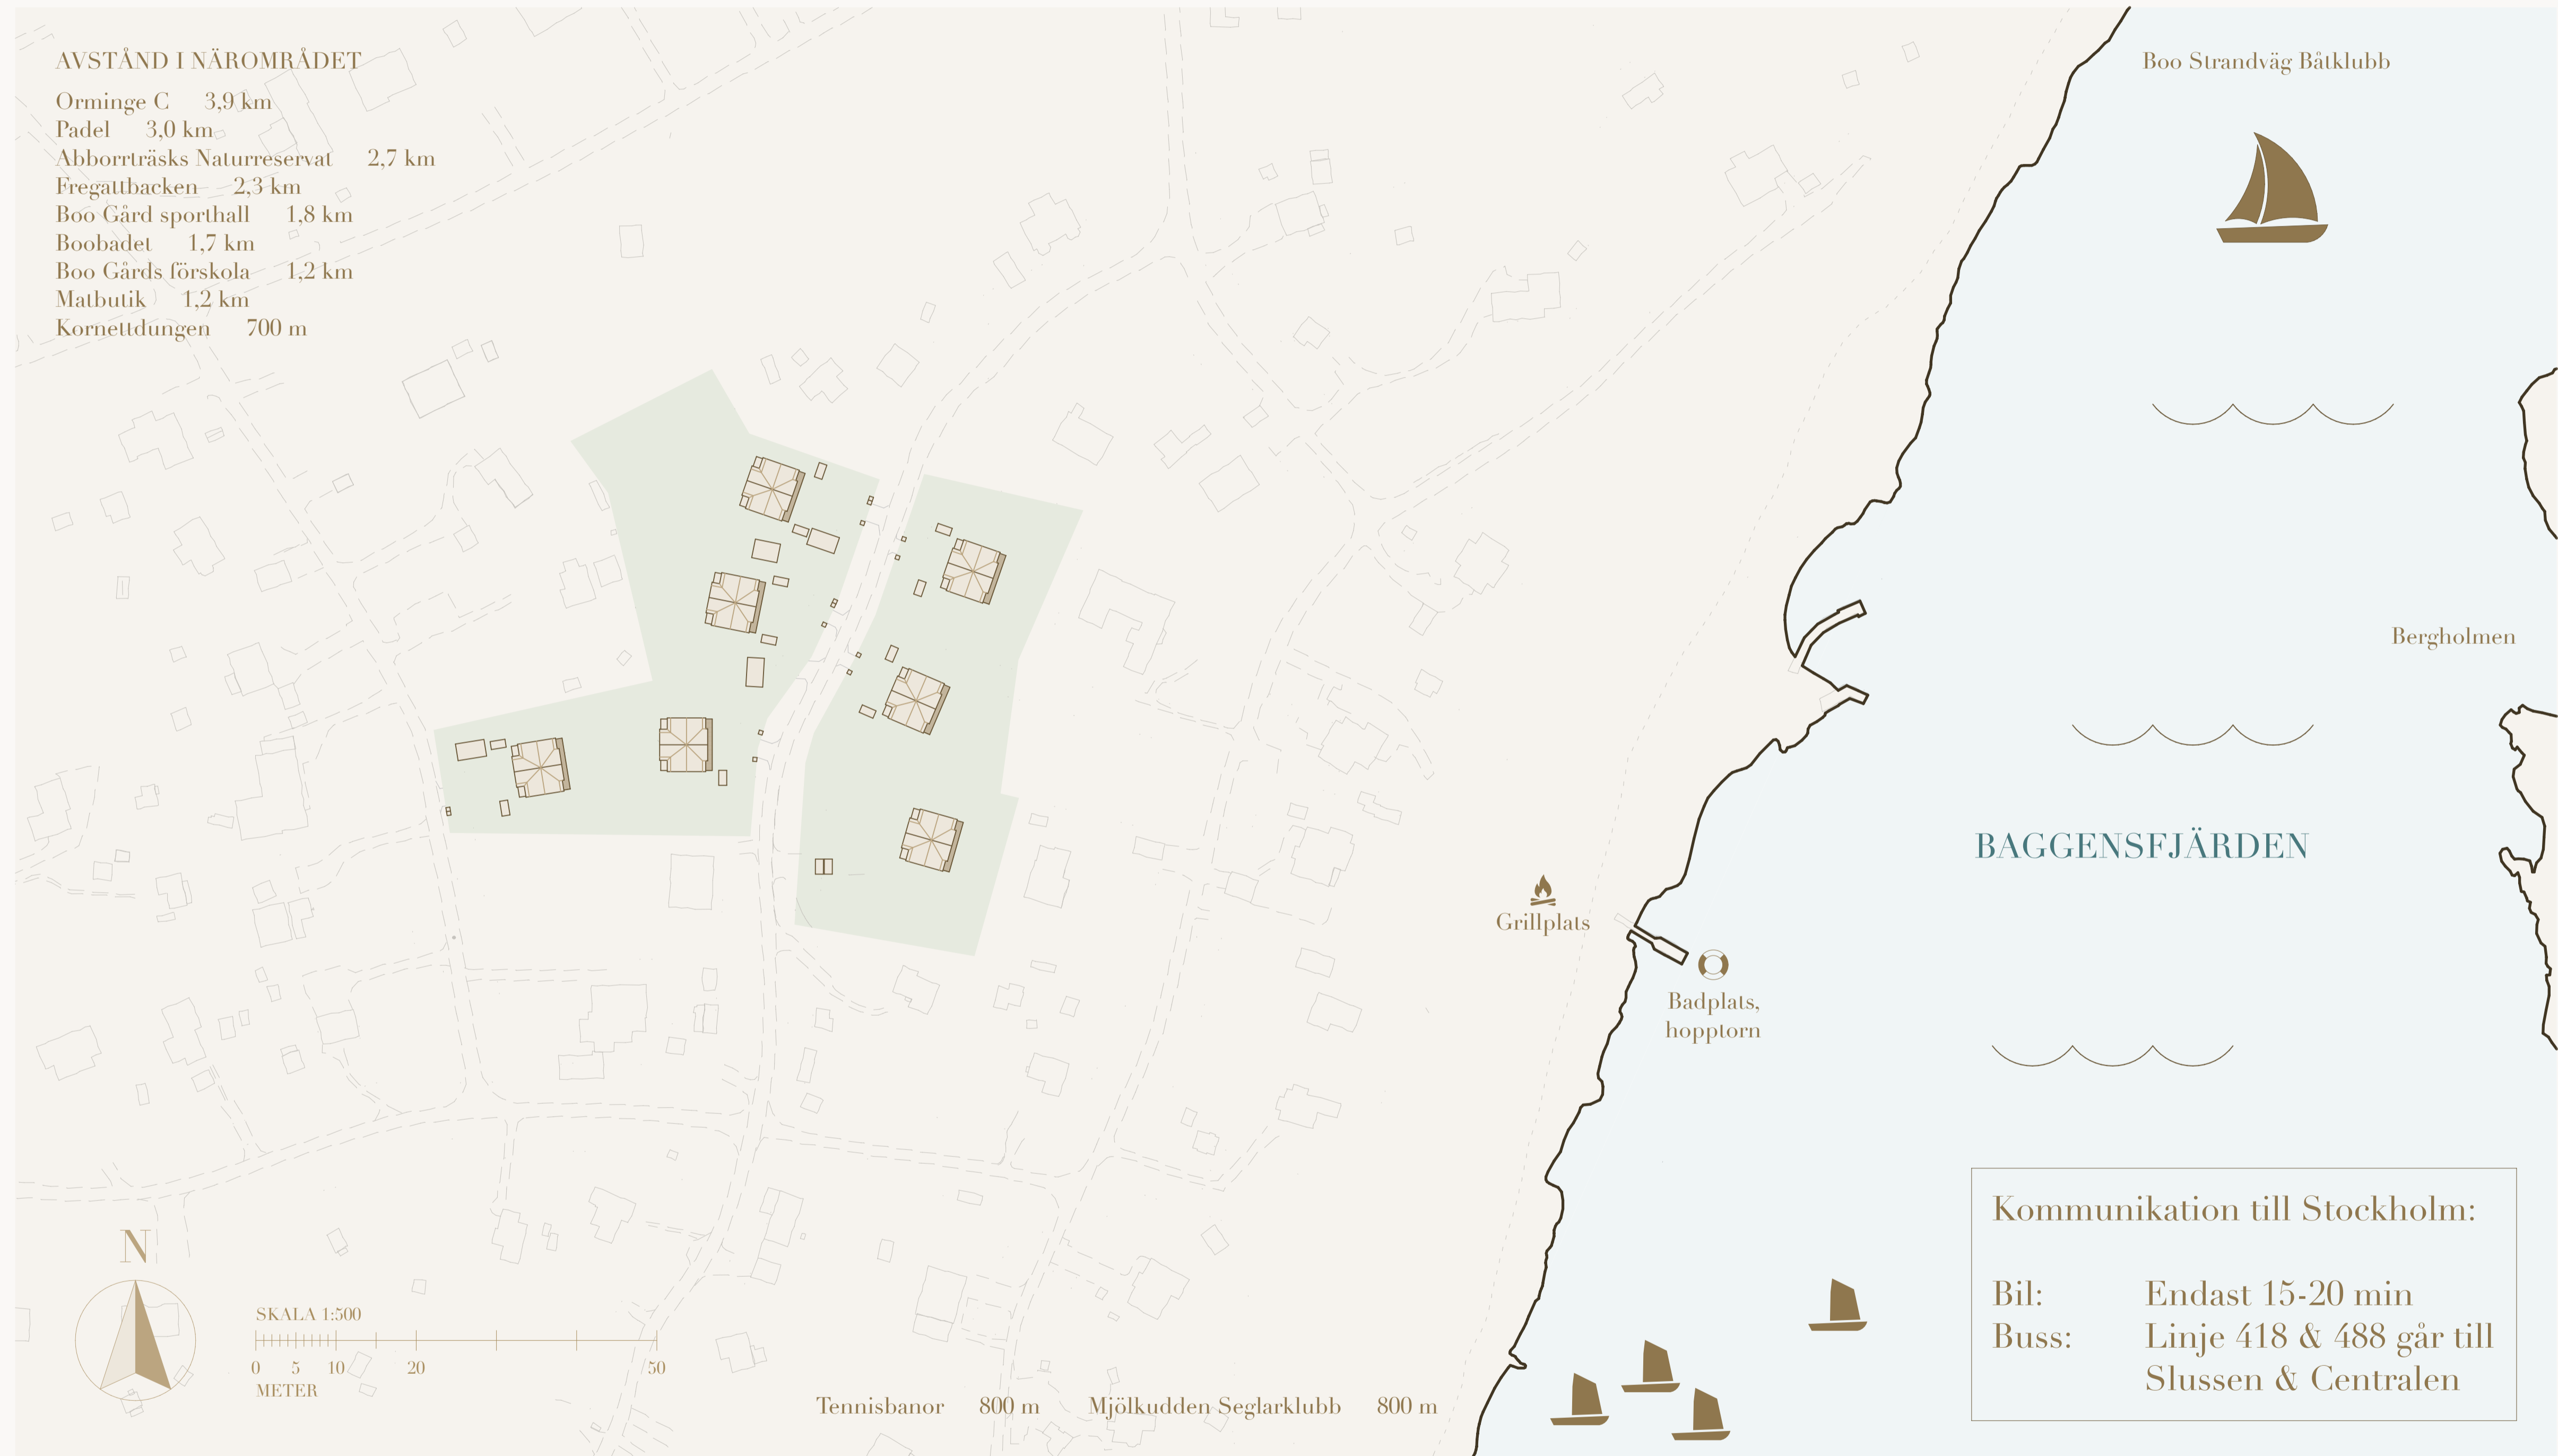 AVSTÅND I NÄROMRÅDET
Orminge C 3,9 km
Padel 3,0 km
Abborrträsks Naturreservat 2,7 km
Fregattbacken 2,3 km
Boo Gård sporthall 1,8 km
Boobadet 1,7 km
Boo Gårds förskola 1,2 km
Matbutik 1,2 km
Kornettdungen 700 m
Boo Strandväg Båtklubb
Bergholmen
BAGGENSFJÄRDEN
Grillplats
Badplats,
hopptorn
Kommunikation till Stockholm:
Bil: Endast 15-20 min
Buss: Linje 418 & 488 går till
Slussen & Centralen
N
SKALA 1:500
0 5 10 20 50
METER
Tennisbanor 800 m Mjölkudden Seglarklubb 800 m